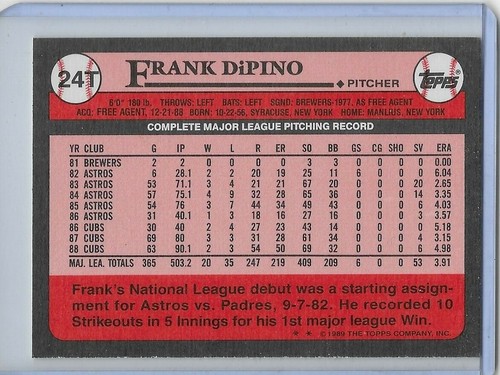 24T FRANK DiPINO
PITCHER TOPPS
6'0" 180 lb. THROWS: LEFT BATS: LEFT SGND: BREWERS-1977, AS FREE AGENT
ACQ: FREE AGENT, 12-21-88 BORN: 10-22-56, SYRACUSE, NEW YORK HOME: MANLIUS, NEW YORK
COMPLETE MAJOR LEAGUE PITCHING RECORD
YR CLUB G IP W L R ER SO BB GS CG SHO SV ERA
81 BREWERS 2 2 0 0 0 0 3 3 0 0 0 0 0.00
82 ASTROS 6 28.1 2 2 20 19 25 11 6 0 0 0 6.04
83 ASTROS 53 71.1 3 4 21 21 67 20 0 0 0 20 2.65
84 ASTROS 57 75.1 4 9 32 28 65 36 0 0 0 14 3.35
85 ASTROS 54 76 3 7 44 34 49 43 0 0 0 6 4.03
86 ASTROS 31 40.1 1 3 18 16 27 16 0 0 0 3 3.57
86 CUBS 30 40 2 4 27 23 43 14 0 0 0 0 5.18
87 CUBS 69 80 3 3 31 28 61 34 0 0 0 4 3.15
88 CUBS 63 90.1 2 3 54 50 69 32 0 0 0 6 4.98
MAJ. LEA. TOTALS 365 503.2 20 35 247 219 409 209 6 0 0 53 3.91
Frank's National League debut was a starting assign-
ment for Astros vs. Padres, 9-7-82. He recorded 10
Strikeouts in 5 Innings for his 1st major league Win.
* * © 1989 THE TOPPS COMPANY, INC.